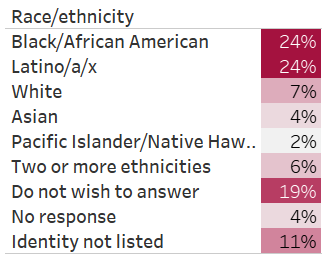 Race/ethnicity
Black/African American 24%
Latino/a/x 24%
White 7%
Asian 4%
Pacific Islander/Native Haw.. 2%
Two or more ethnicities 6%
Do not wish to answer 19%
No response 4%
Identity not listed 11%